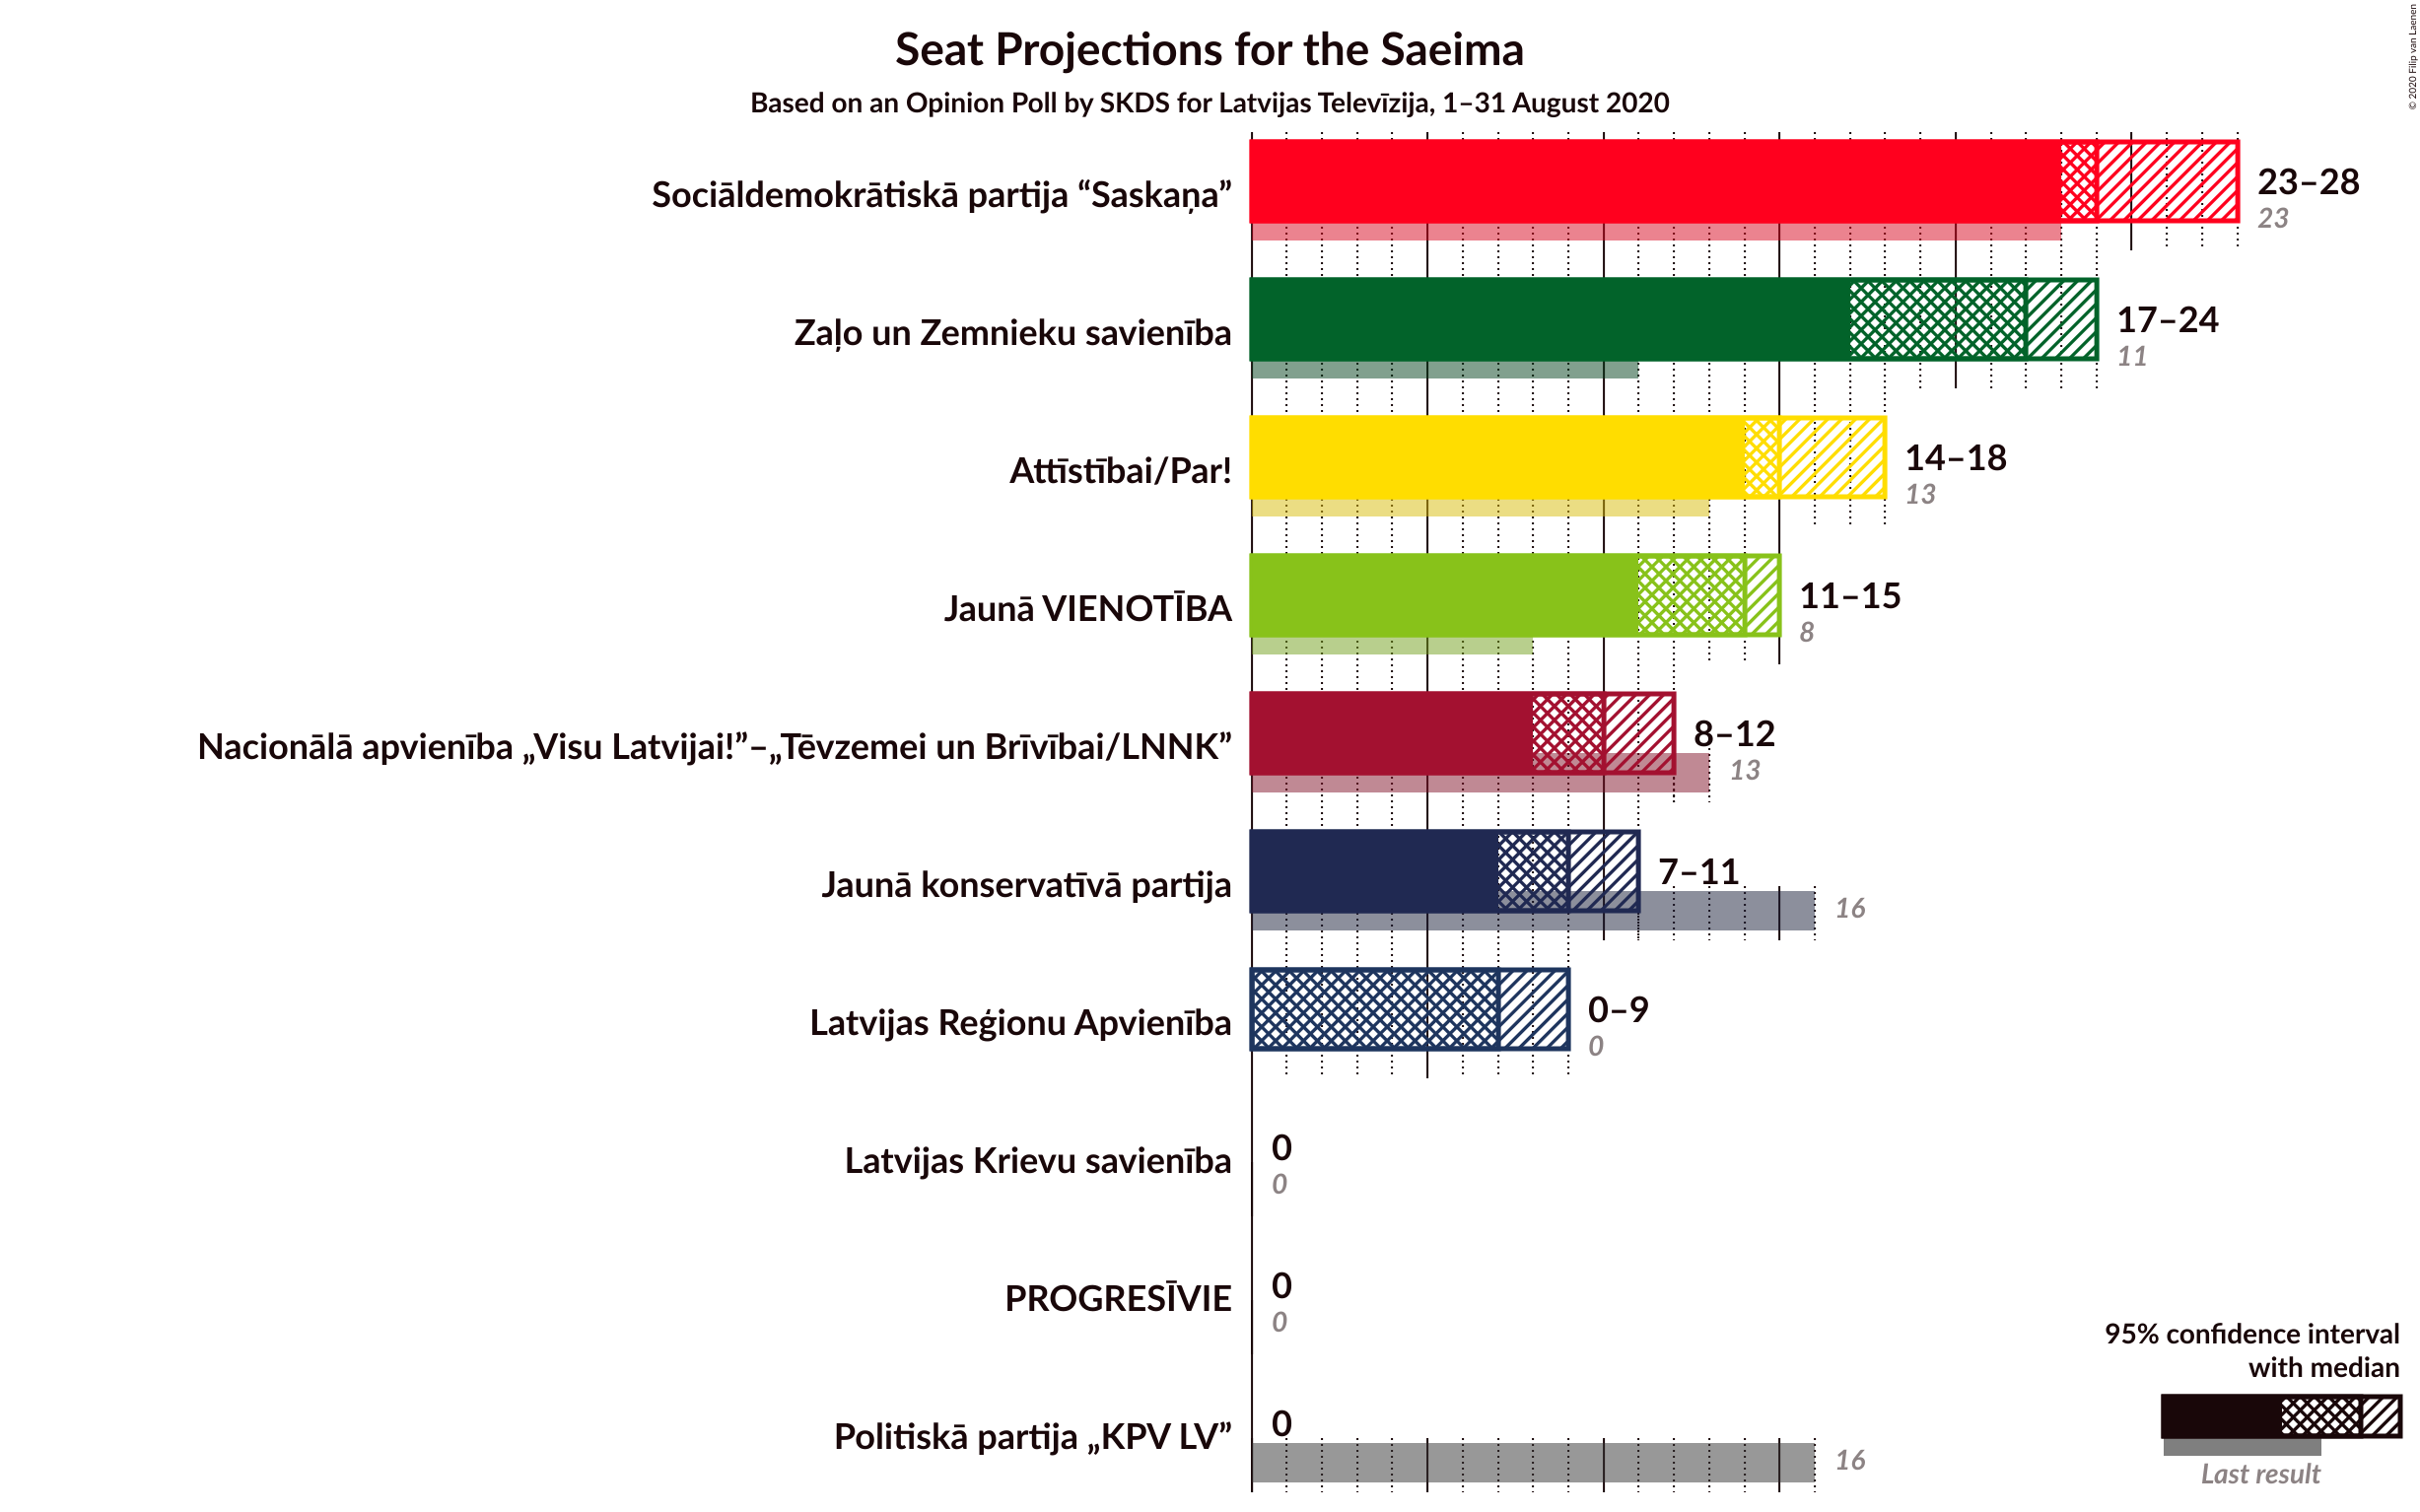 Seat Projections for the Saeima
Based on an Opinion Poll by SKDS for Latvijas Televīzija, 1–31 August 2020
© 2020 Filip van Laenen
Sociāldemokrātiskā partija “Saskaņa”
23–28
23
Zaļo un Zemnieku savienība
17–24
11
Attīstībai/Par!
14–18
13
Jaunā VIENOTĪBA
11–15
8
Nacionālā apvienība „Visu Latvijai!”–„Tēvzemei un Brīvībai/LNNK”
8–12
13
Jaunā konservatīvā partija
7–11
16
Latvijas Reģionu Apvienība
0–9
0
Latvijas Krievu savienība
0
0
PROGRESĪVIE
0
0
Politiskā partija „KPV LV”
0
16
95% confidence interval
with median
Last result